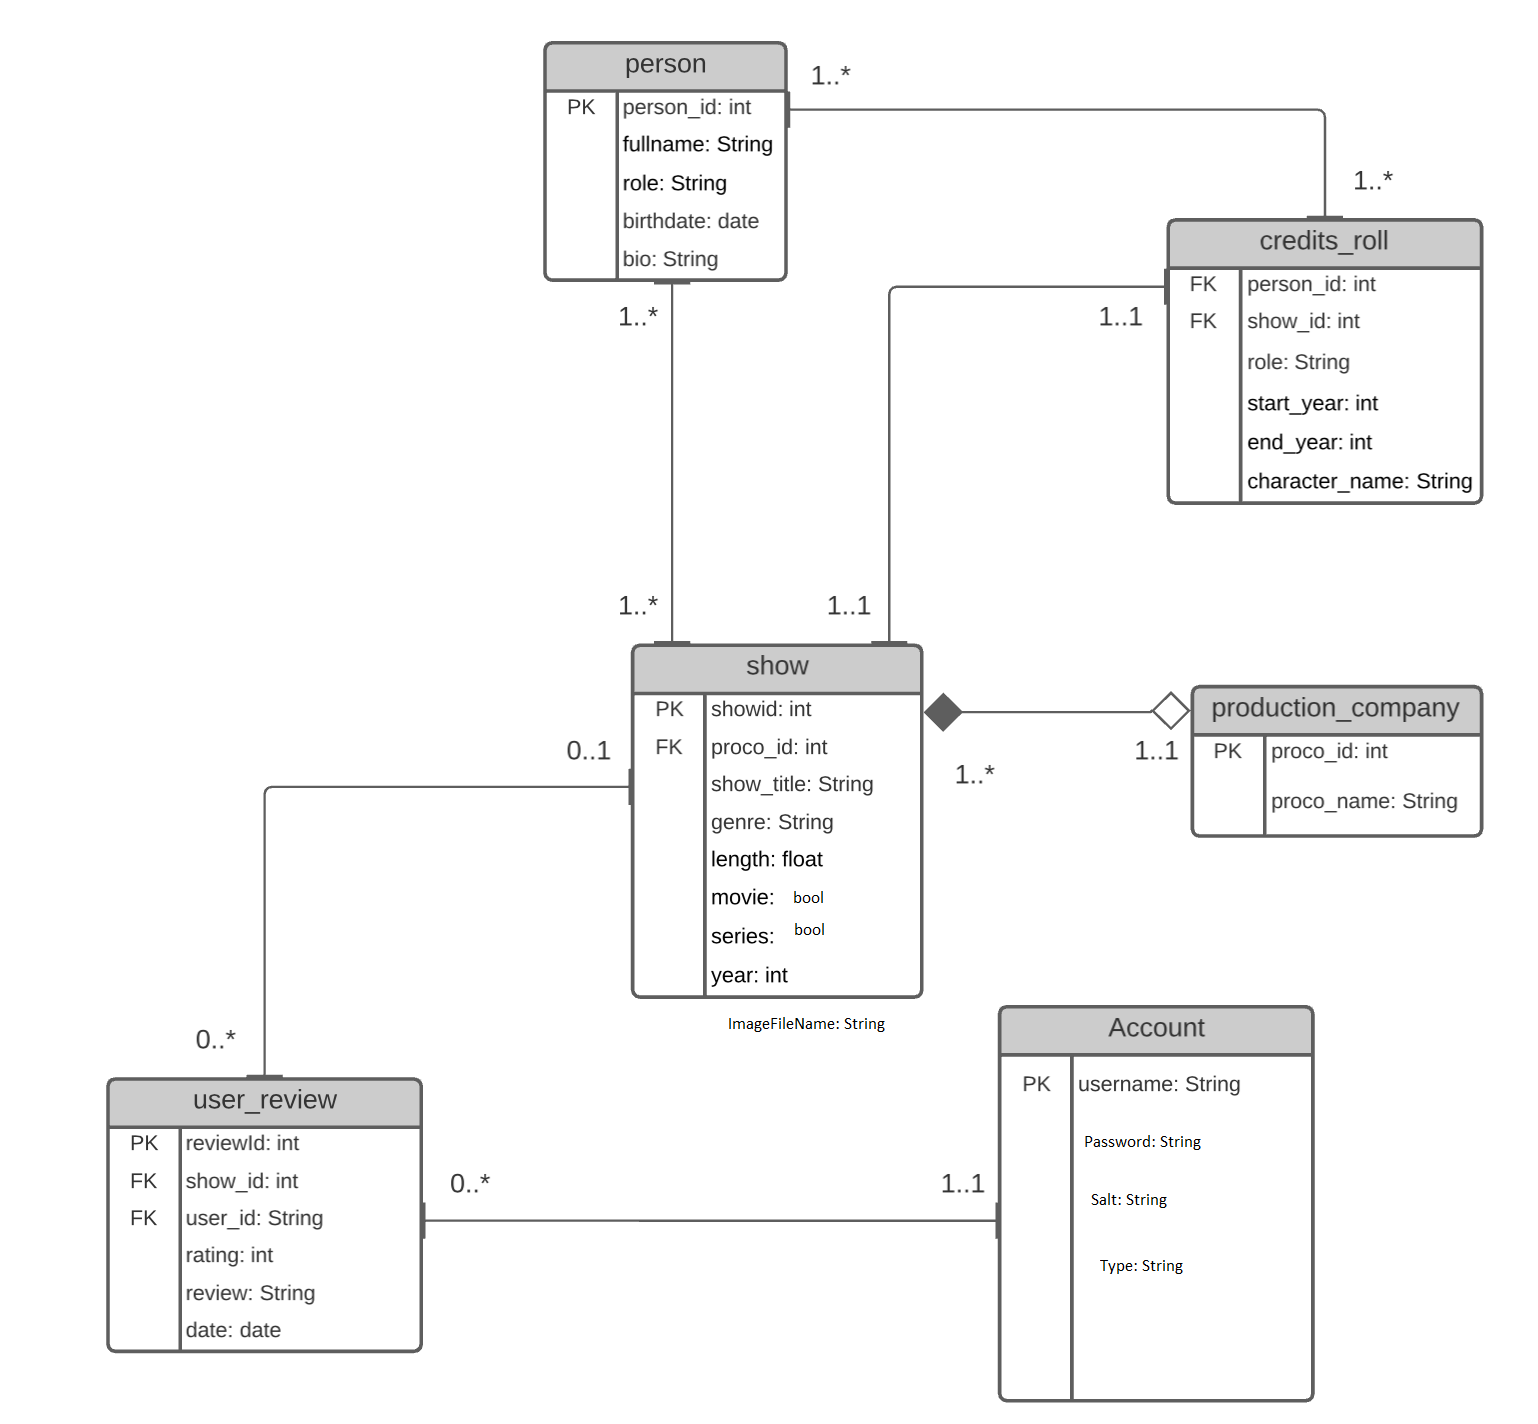 person
PK person_id: int
fullname: String
role: String
birthdate: date
bio: String
1..*
1..*
1..*
credits_roll
FK person_id: int
FK show_id: int
role: String
start_year: int
end_year: int
character_name: String
1..1
1..*
1..1
show
PK showid: int
FK proco_id: int
show_title: String
genre: String
length: float
movie: bool
series: bool
year: int
ImageFileName: String
1..*
1..1
production_company
PK proco_id: int
proco_name: String
0..1
0..*
user_review
PK reviewId: int
FK show_id: int
FK user_id: String
rating: int
review: String
date: date
0..*
1..1
Account
PK username: String
Password: String
Salt: String
Type: String